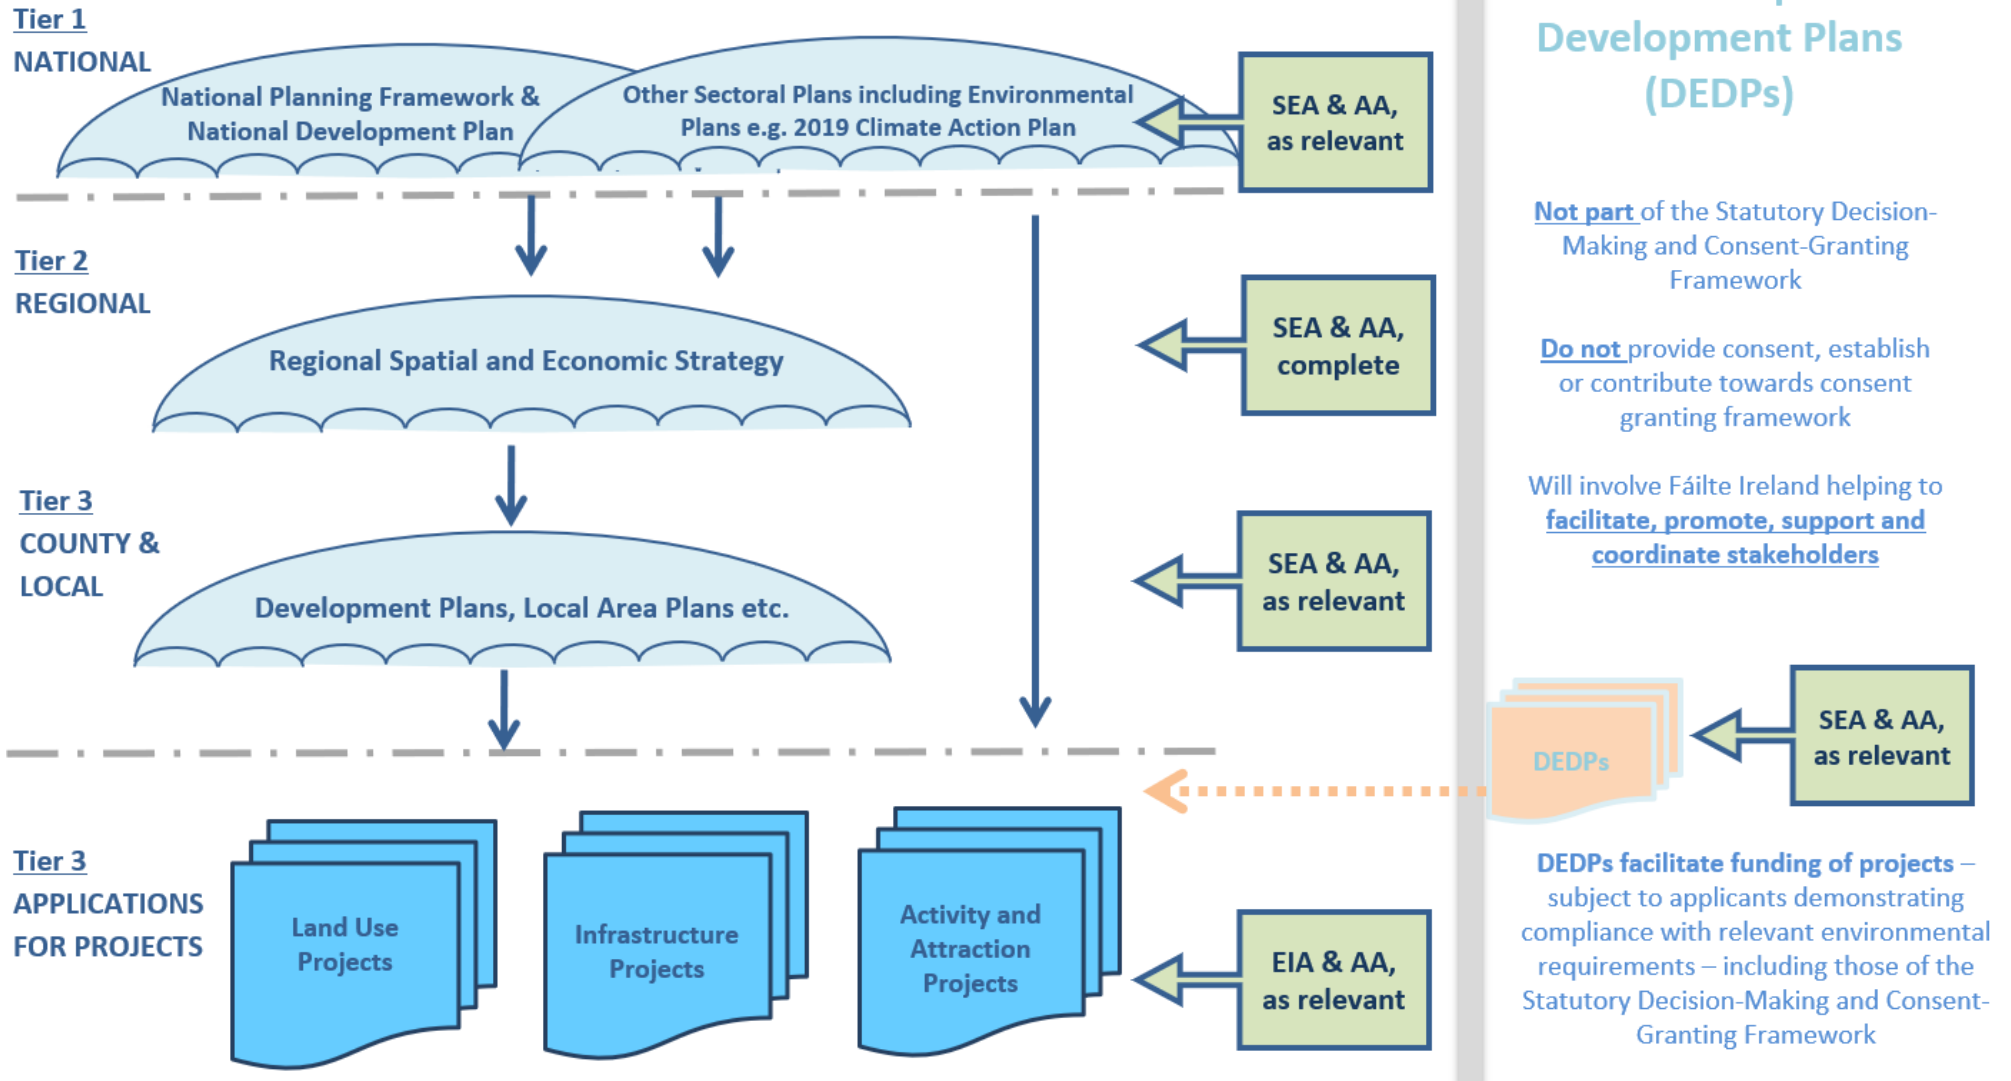 Tier 1
NATIONAL
National Planning Framework &
National Development Plan
Other Sectoral Plans including Environmental
Plans e.g. 2019 Climate Action Plan
SEA & AA,
as relevant
Tier 2
REGIONAL
Regional Spatial and Economic Strategy
SEA & AA,
complete
Tier 3
COUNTY &
LOCAL
Development Plans, Local Area Plans etc.
SEA & AA,
as relevant
Tier 3
APPLICATIONS
FOR PROJECTS
Land Use
Projects
Infrastructure
Projects
Activity and
Attraction
Projects
EIA & AA,
as relevant
Development Plans
(DEDPs)
Not part of the Statutory Decision-
Making and Consent-Granting
Framework
Do not provide consent, establish
or contribute towards consent
granting framework
Will involve Fáilte Ireland helping to
facilitate, promote, support and
coordinate stakeholders
DEDPs
SEA & AA,
as relevant
DEDPs facilitate funding of projects –
subject to applicants demonstrating
compliance with relevant environmental
requirements – including those of the
Statutory Decision-Making and Consent-
Granting Framework